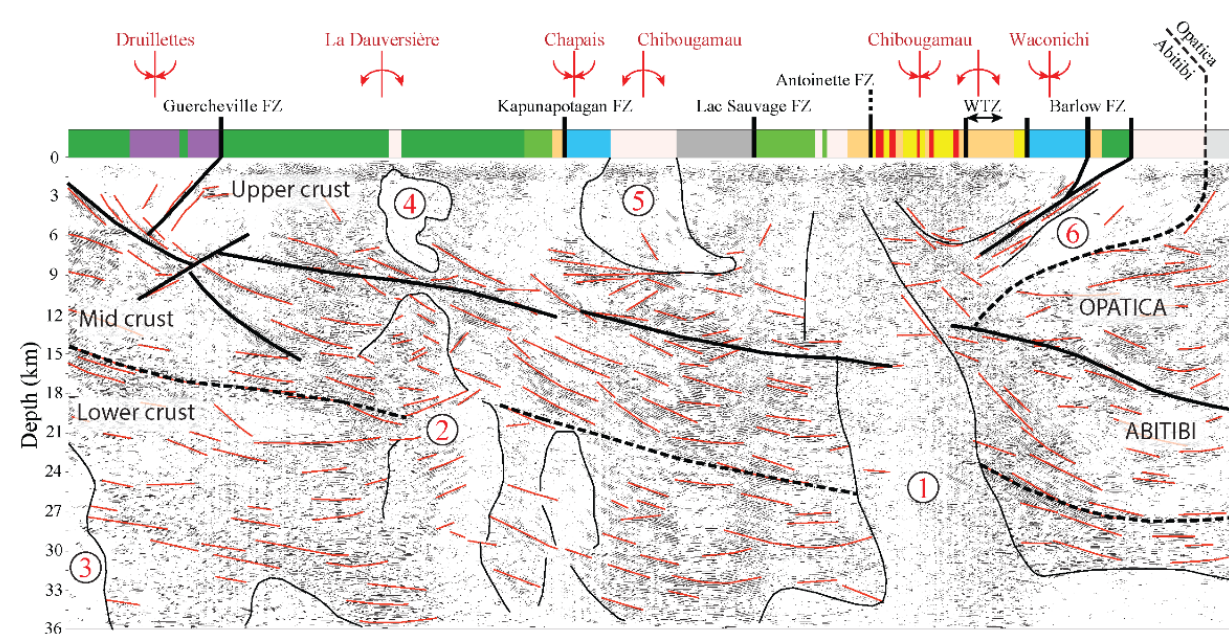 Opatica
Abitibi
Druillettes
La Dauversière
Chapais
Chibougamau
Chibougamau
Waconichi
Antoinette FZ
Guercheville FZ
Kapunapotagan FZ
Lac Sauvage FZ
WTZ
Barlow FZ
0
3
6
9
12
15
18
21
24
27
30
33
36
Depth (km)
Upper crust
Mid crust
Lower crust
4
5
6
OPATICA
ABITIBI
2
1
3